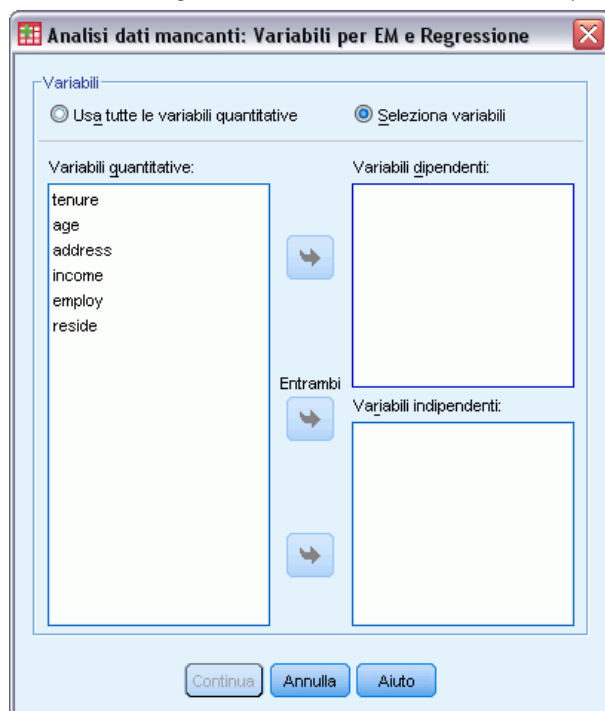 Analisi dati mancanti: Variabili per EM e Regressione
Variabili
Usa tutte le variabili quantitative
Seleziona variabili
Variabili quantitative:
tenure
age
address
income
employ
reside
Variabili dipendenti:
Entrambi
Variabili indipendenti:
Continua
Annulla
Aiuto